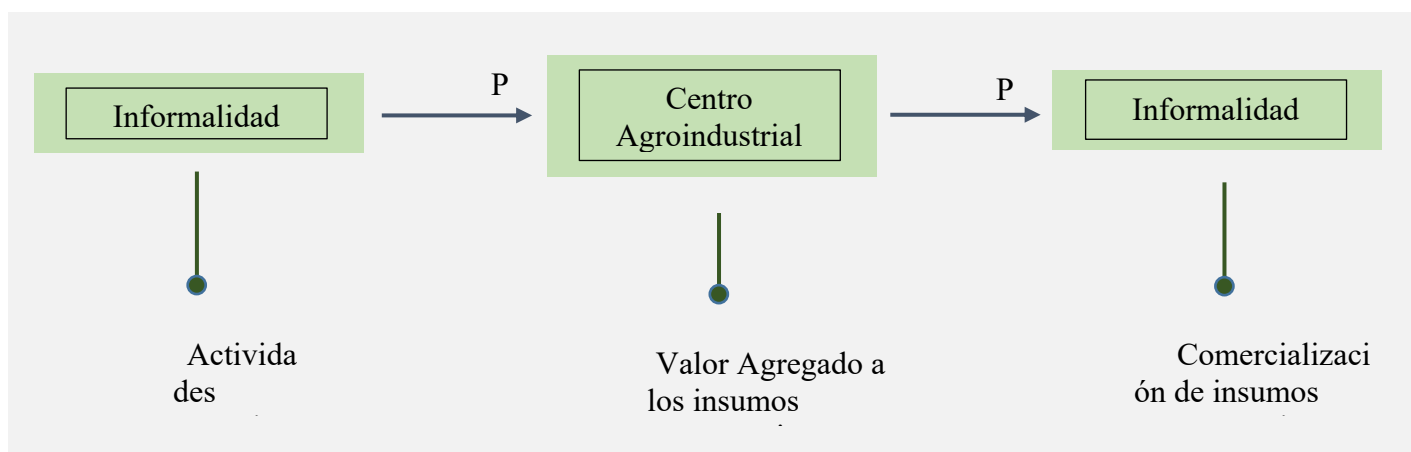 Informalidad
P
Centro
Agroindustrial
P
Informalidad
Activida
des
Valor Agregado a
los insumos
Comercializaci
ón de insumos